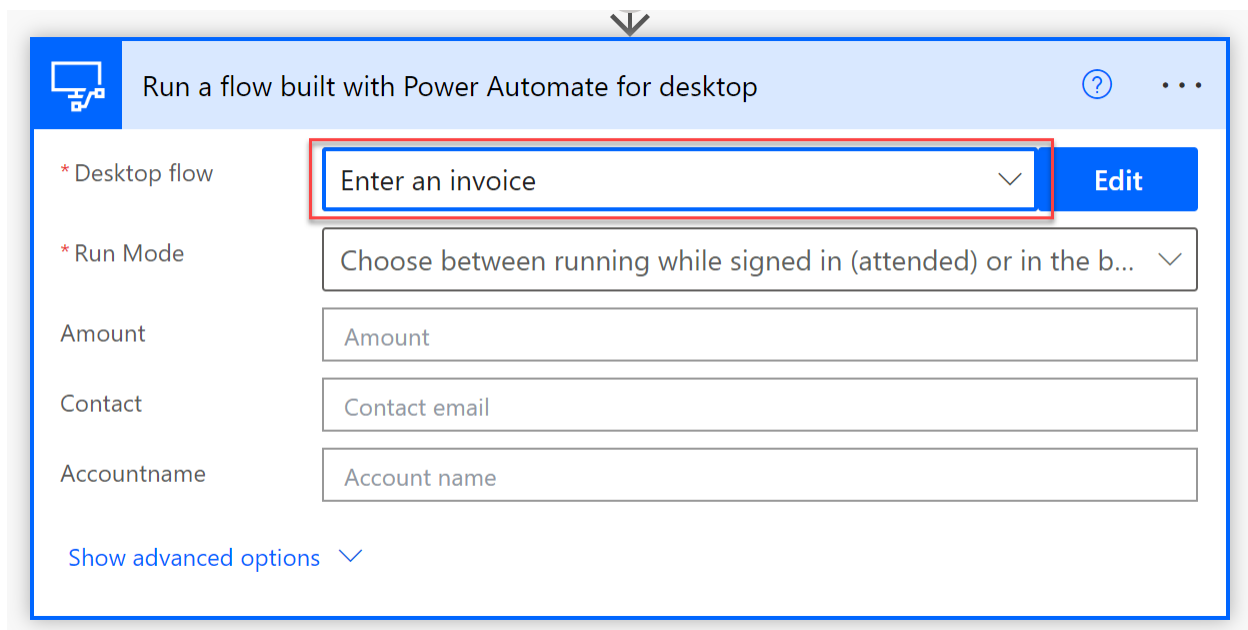 Run a flow built with Power Automate for desktop ? ...
* Desktop flow Enter an invoice Edit
* Run Mode Choose between running while signed in (attended) or in the b...
Amount Amount
Contact Contact email
Accountname Account name
Show advanced options